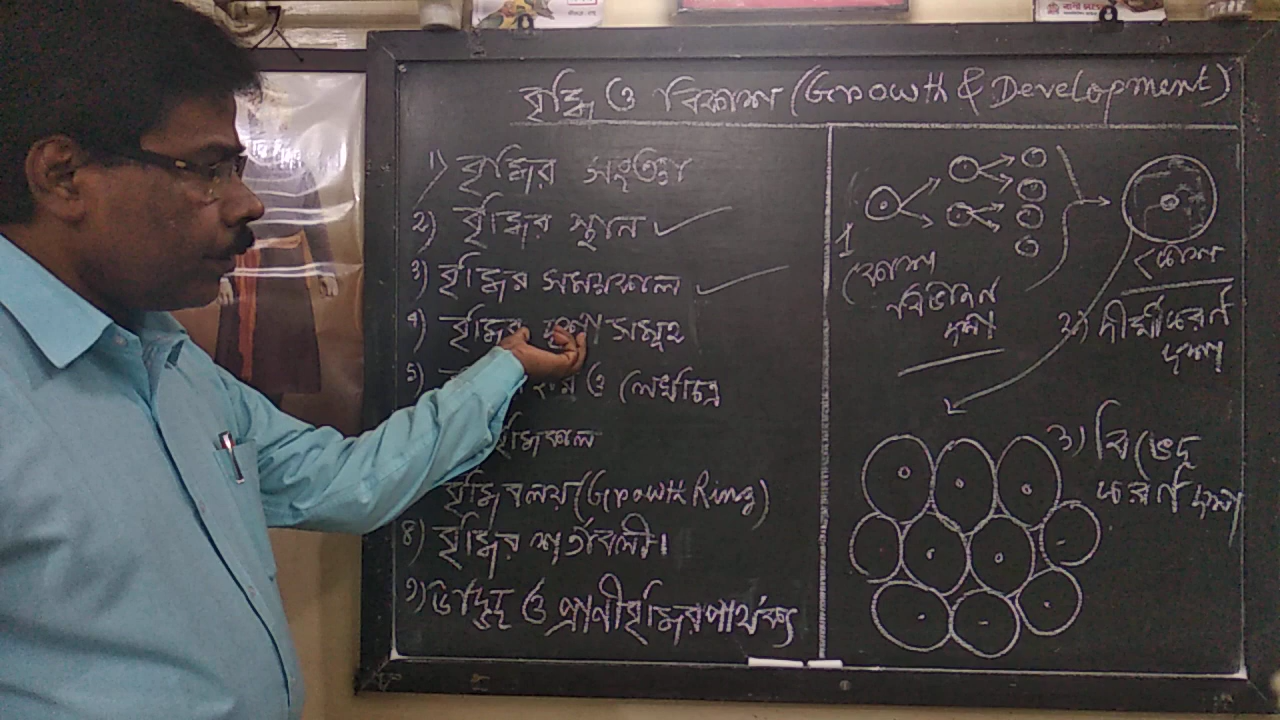 বৃদ্ধি ও বিকাশ (Growth & Development)
1) বৃদ্ধির সংজ্ঞা
2) বৃদ্ধির স্থান
3) বৃদ্ধির সময়কাল
4) বৃদ্ধির দশা সমূহ
5) ও লেখচিত্র
বৃদ্ধিকাল
বৃদ্ধি বলয় (Growth Ring)
8) বৃদ্ধির শর্তাবলী।
9) উদ্ভিদ ও প্রাণী বৃদ্ধির পার্থক্য
1) কোশ
বিভাজন
দশা
কোশ
2) দীর্ঘীকরণ
দশা
3) বিভেদ
করণ দশা